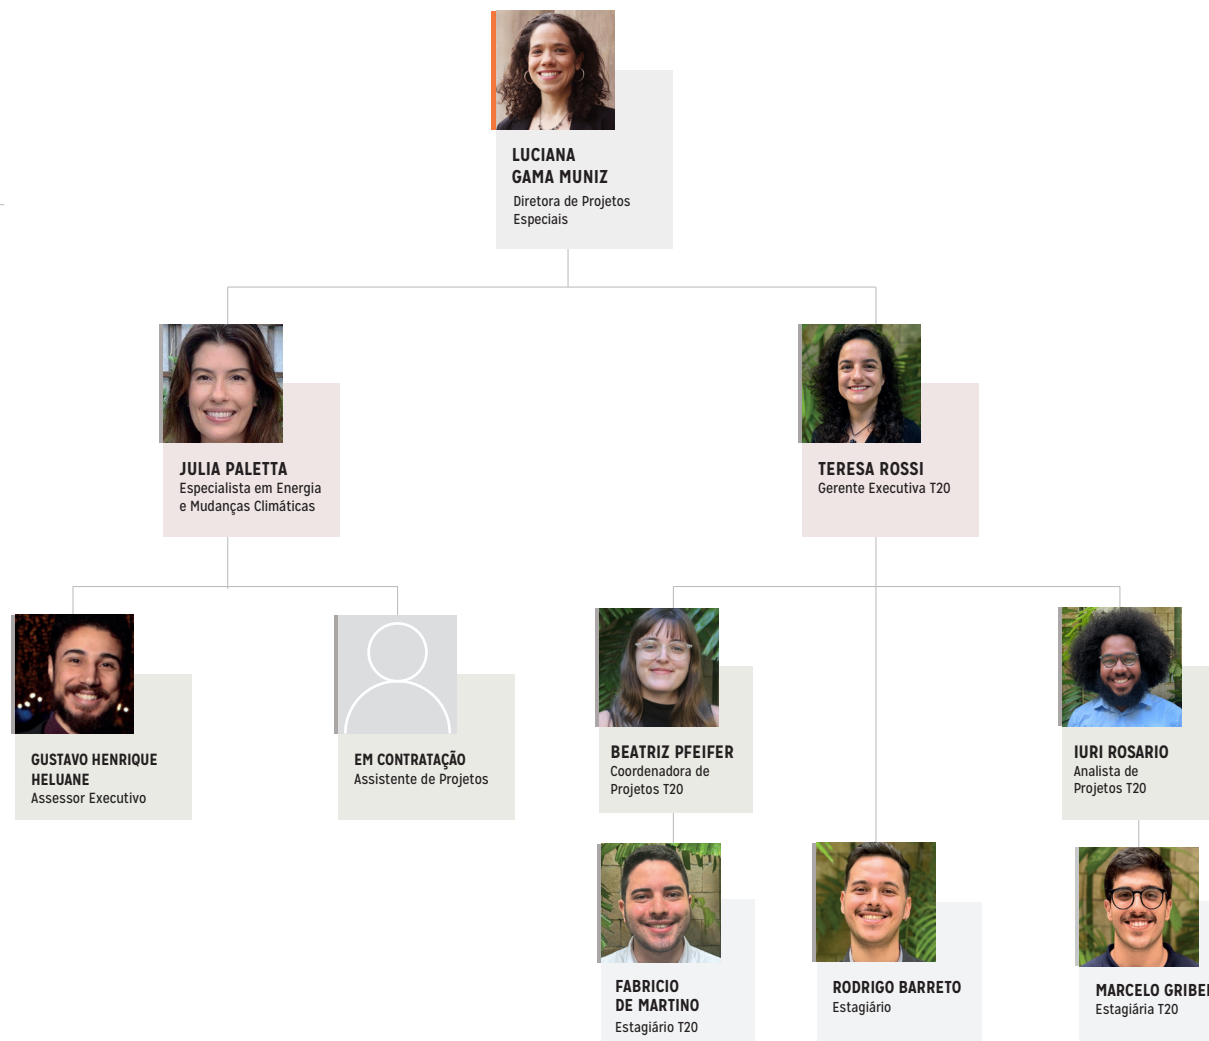 LUCIANA
GAMA MUNIZ
Diretora de Projetos
Especiais
JULIA PALETTA
Especialista em Energia
e Mudanças Climáticas
TERESA ROSSI
Gerente Executiva T20
GUSTAVO HENRIQUE
HELUANE
Assessor Executivo
EM CONTRATAÇÃO
Assistente de Projetos
BEATRIZ PFEIFER
Coordenadora de
Projetos T20
IURI ROSARIO
Analista de
Projetos T20
FABRICIO
DE MARTINO
Estagiário T20
RODRIGO BARRETO
Estagiário
MARCELO
Estagiária T20